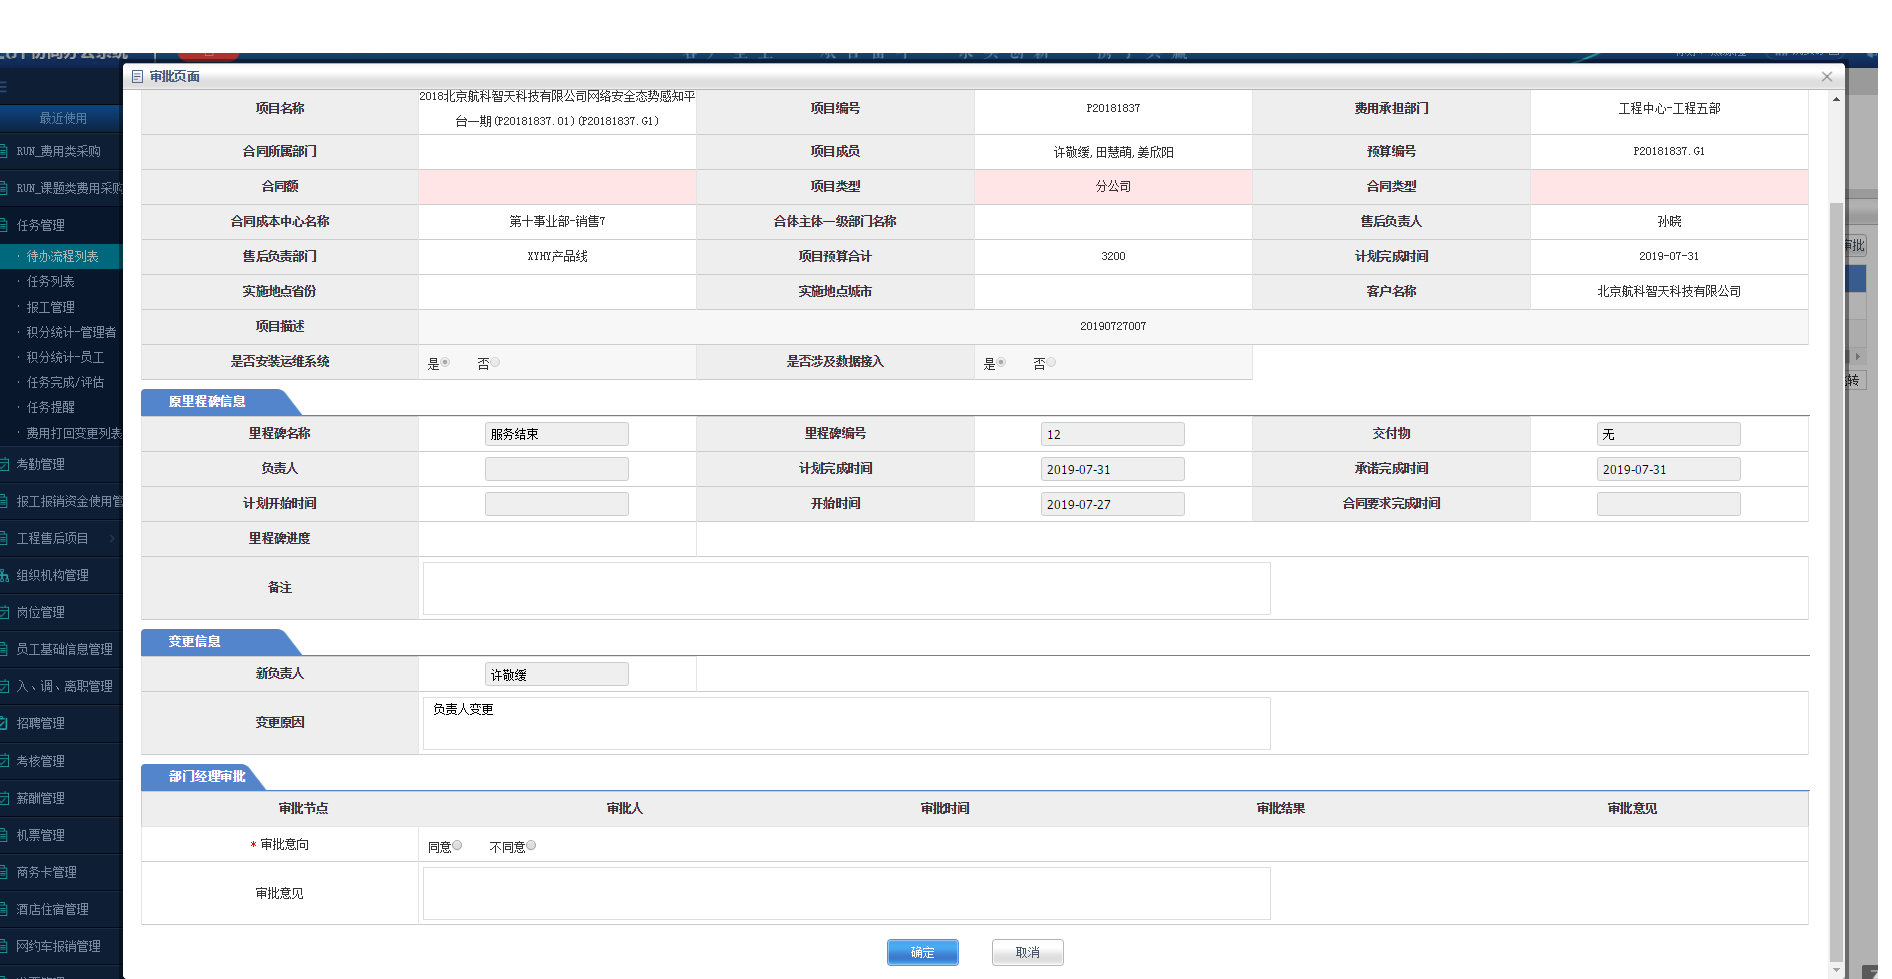 审批页面
最近使用
RUN_费用类采购
RUN_课题类费用采购
任务管理
待办流程列表
任务列表
报工管理
积分统计-管理者
积分统计-员工
任务完成/评估
任务提醒
费用打回变更列表
考勤管理
报工报销资金使用管
工程售后项目
组织机构管理
岗位管理
员工基础信息管理
入、调、离职管理
招聘管理
考核管理
薪酬管理
机票管理
商务卡管理
酒店住宿管理
网约车报销管理
项目名称 2018北京航科智天科技有限公司网络安全态势感知平台一期(P20181837.01)(P20181837.G1) 项目编号 P20181837 费用承担部门 工程中心-工程五部
合同所属部门 项目成员 许敬缓,田慧萌,姜欣阳 预算编号 P20181837.G1
合同额 项目类型 分公司 合同类型
合同成本中心名称 第十事业部-销售7 合体主体一级部门名称 售后负责人 孙晓
售后负责部门 XYHY产品线 项目预算合计 3200 计划完成时间 2019-07-31
实施地点省份 实施地点城市 客户名称 北京航科智天科技有限公司
项目描述 20190727007
是否安装运维系统 是 否 是否涉及数据接入 是 否
原里程碑信息
里程碑名称 服务结束 里程碑编号 12 交付物 无
负责人 计划完成时间 2019-07-31 承诺完成时间 2019-07-31
计划开始时间 开始时间 2019-07-27 合同要求完成时间
里程碑进度
备注
变更信息
新负责人 许敬缓
变更原因 负责人变更
部门经理审批
审批节点 审批人 审批时间 审批结果 审批意见
* 审批意向 同意 不同意
审批意见
确定 取消
审批
转